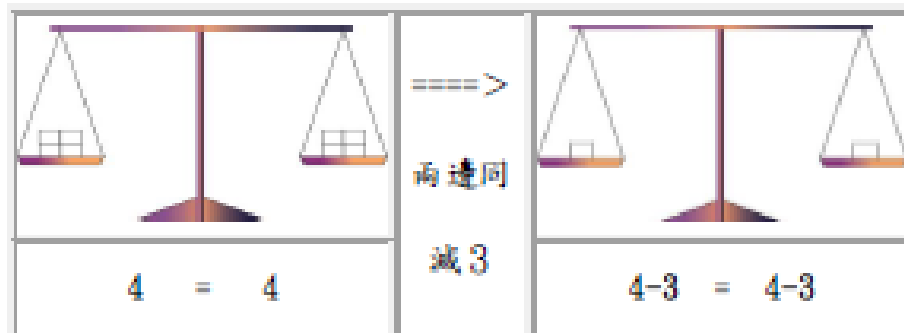 ====>
兩邊同
減3
4 = 4
4-3 = 4-3